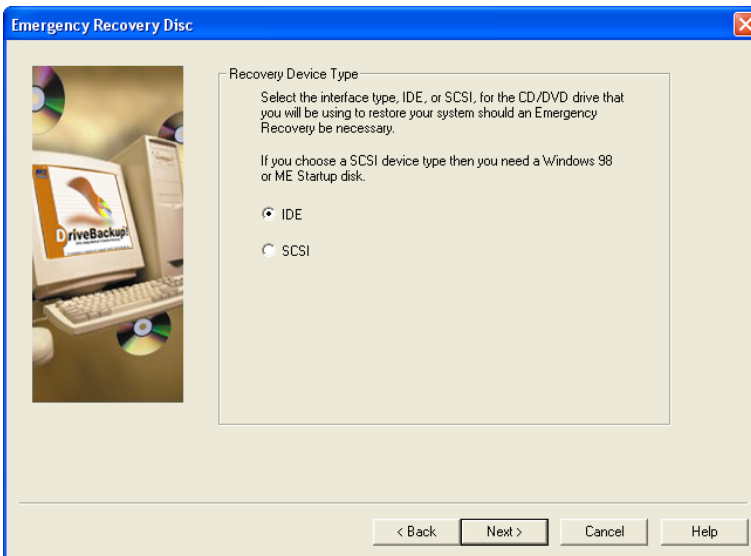 Emergency Recovery Disc
Recovery Device Type
Select the interface type, IDE, or SCSI, for the CD/DVD drive that
you will be using to restore your system should an Emergency
Recovery be necessary.
If you choose a SCSI device type then you need a Windows 98
or ME Startup disk.
IDE
SCSI
DriveBackup!
< Back
Next >
Cancel
Help